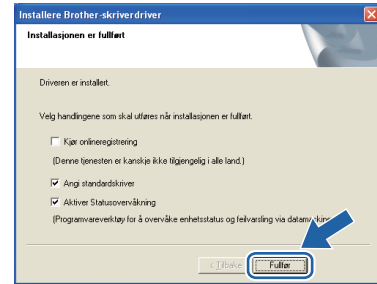 Installere Brother-skriverdriver
Installasjonen er fullført
Driveren er installert.
Velg handlingene som skal utføres når installasjonen er fullført.
Kjør onlineregistrering
(Denne tjenesten er kanskje ikke tilgjengelig i alle land.)
Angi standardskriver
Aktiver Statusovervåkning
(Programvareverktøy for å overvåke enhetsstatus og feilvarsling via
< Tilbake
Fullfør